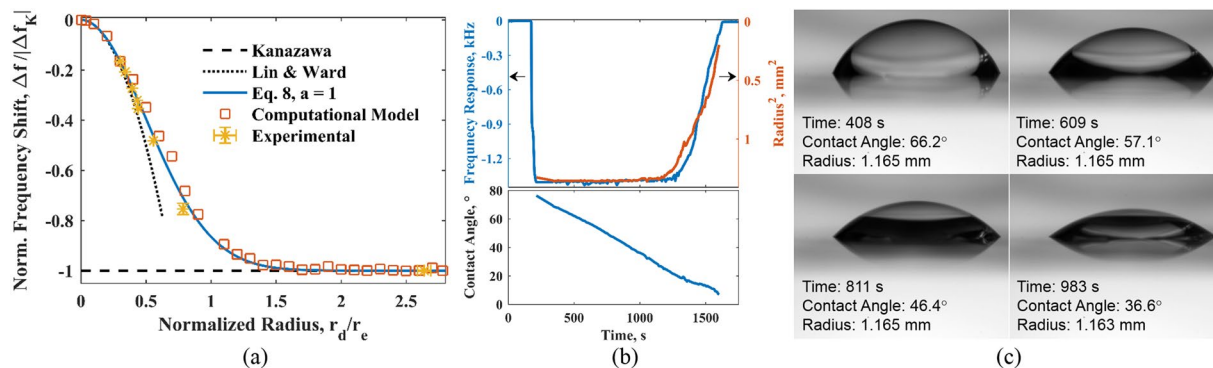 0
-0.2
-0.4
-0.6
-0.8
-1
0
0.5
1
1.5
2
2.5
Norm. Frequency Shift, Δf/|Δf_K|
Normalized Radius, r_d/r_e
Kanazawa
Lin & Ward
Eq. 8, a = 1
Computational Model
Experimental
(a)
0
-0.3
-0.6
-0.9
-1.2
Frequnecy Response, kHz
0
0.5
1
Radius², mm²
80
60
40
20
0
Contact Angle, °
0
500
1000
1500
Time, s
(b)
Time: 408 s
Contact Angle: 66.2°
Radius: 1.165 mm
Time: 609 s
Contact Angle: 57.1°
Radius: 1.165 mm
Time: 811 s
Contact Angle: 46.4°
Radius: 1.165 mm
Time: 983 s
Contact Angle: 36.6°
Radius: 1.163 mm
(c)